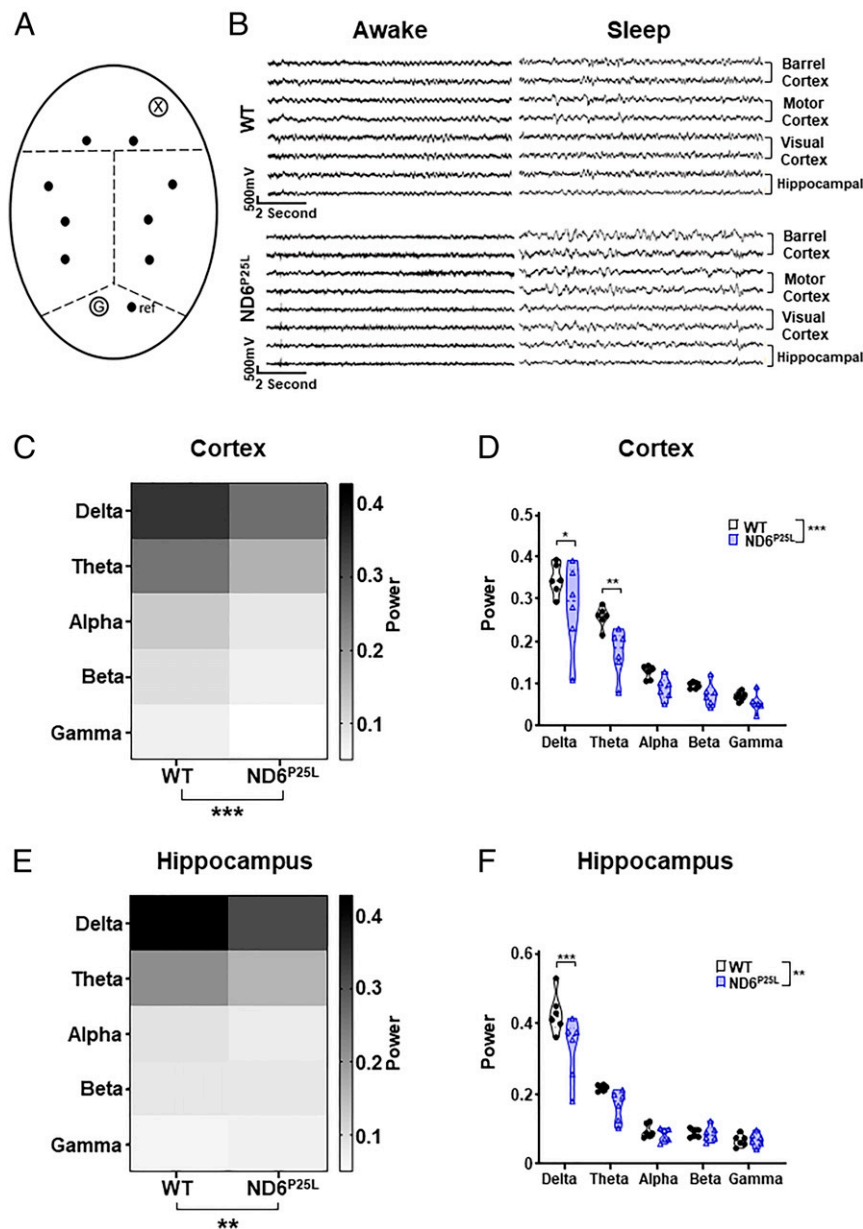 A
X
G
ref
B
Awake Sleep
WT
Barrel
Cortex
Motor
Cortex
Visual
Cortex
Hippocampal
500mV
2 Second
ND6P25L
Barrel
Cortex
Motor
Cortex
Visual
Cortex
Hippocampal
500mV
2 Second
C Cortex
Delta
Theta
Alpha
Beta
Gamma
WT ND6P25L
***
0.4
0.3
0.2
0.1
Power
D Cortex
0.5
0.4
0.3
0.2
0.1
0
Power
* **
WT
ND6P25L
***
Delta Theta Alpha Beta Gamma
E Hippocampus
Delta
Theta
Alpha
Beta
Gamma
WT ND6P25L
**
0.4
0.3
0.2
0.1
Power
F Hippocampus
0.6
0.4
0.2
0
Power
***
WT
ND6P25L
**
Delta Theta Alpha Beta Gamma